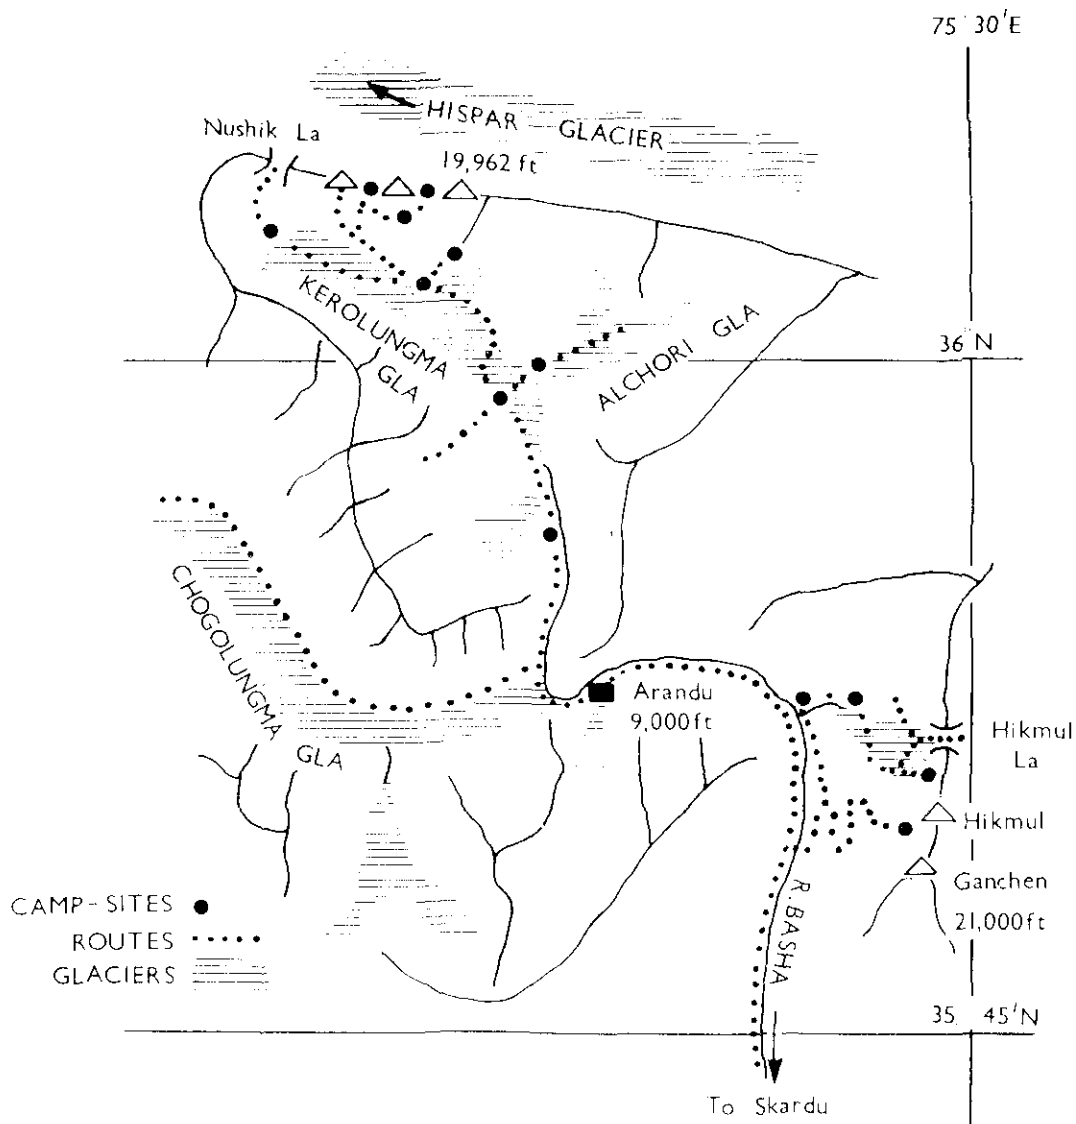 75 30'E
HISPAR GLACIER
Nushik La
19,962 ft
KEROLUNGMA
GLA
ALCHORI GLA
36 N
CHOGOLUNGMA
GLA
Arandu
9,000ft
Hikmul
La
Hikmul
Ganchen
21,000ft
R. BASHA
CAMP-SITES
ROUTES
GLACIERS
35 45'N
To Skardu